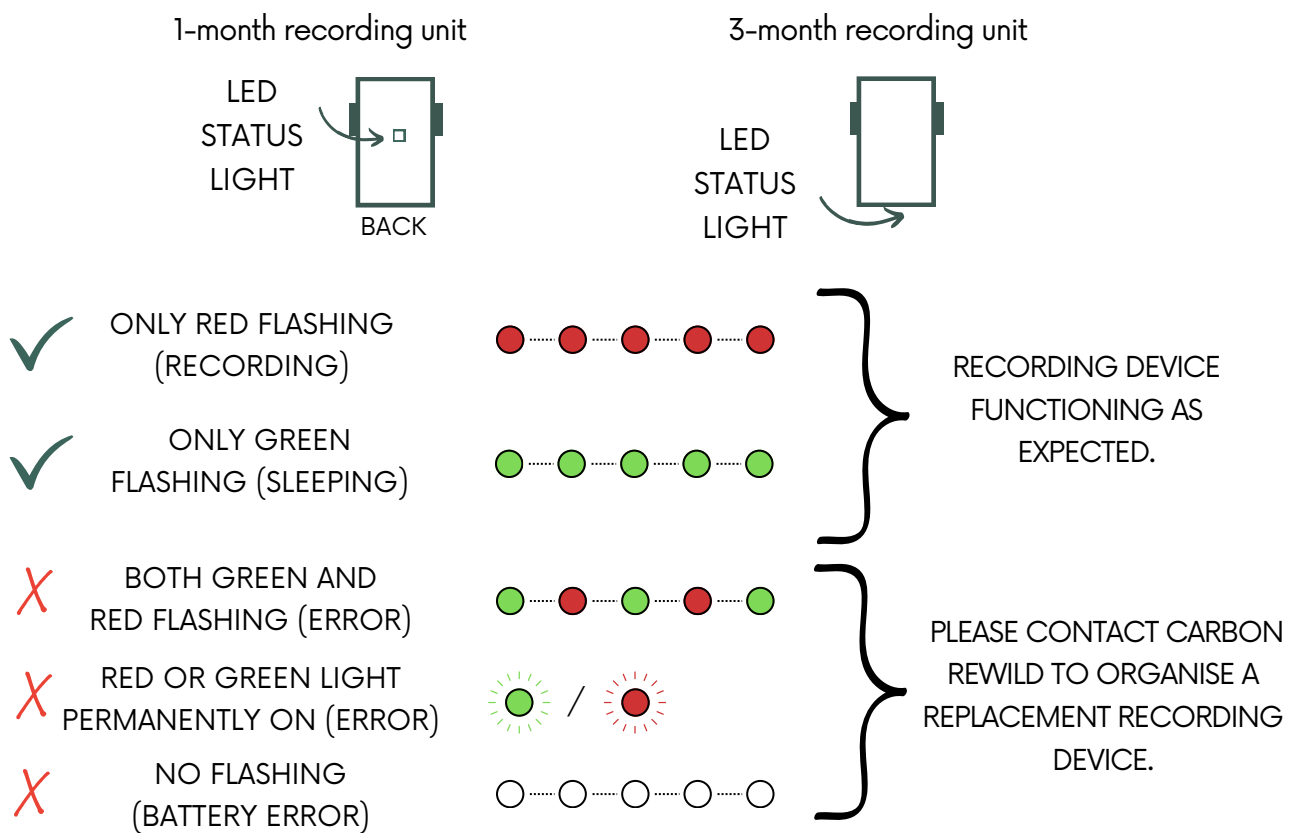 1-month recording unit
3-month recording unit
LED
STATUS
LIGHT
BACK
LED
STATUS
LIGHT
ONLY RED FLASHING
(RECORDING)
ONLY GREEN
FLASHING (SLEEPING)
RECORDING DEVICE
FUNCTIONING AS
EXPECTED.
BOTH GREEN AND
RED FLASHING (ERROR)
RED OR GREEN LIGHT
PERMANENTLY ON (ERROR)
/
NO FLASHING
(BATTERY ERROR)
PLEASE CONTACT CARBON
REWILD TO ORGANISE A
REPLACEMENT RECORDING
DEVICE.